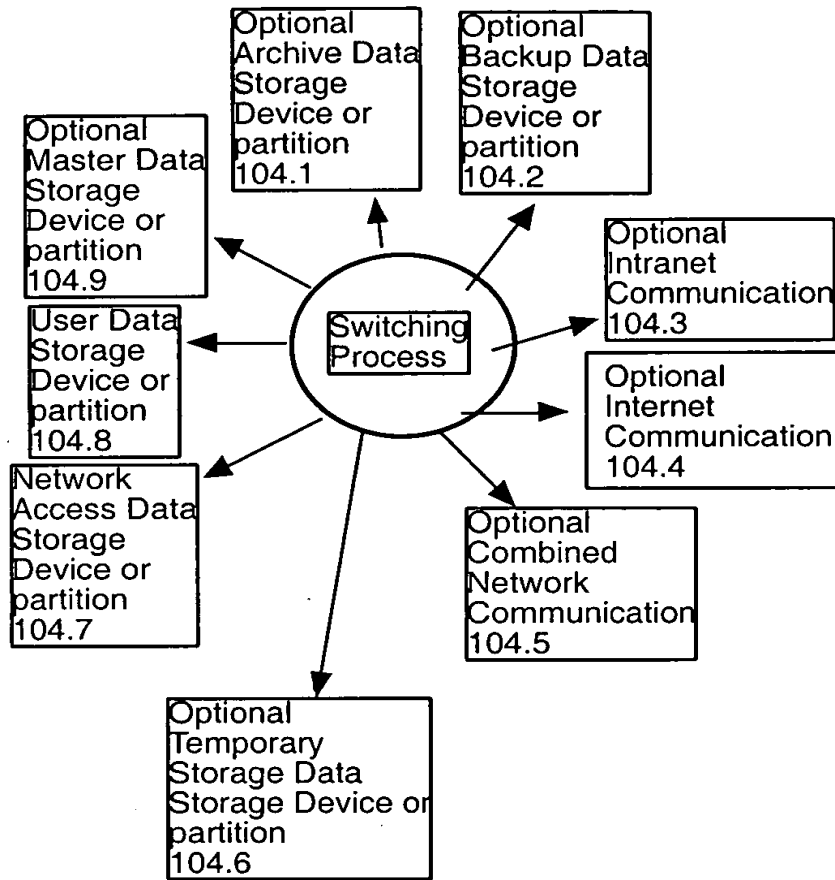 Optional
Archive Data
Storage
Device or
partition
104.1
Optional
Backup Data
Storage
Device or
partition
104.2
Optional
Master Data
Storage
Device or
partition
104.9
Optional
Intranet
Communication
104.3
Switching
Process
User Data
Storage
Device or
partition
104.8
Optional
Internet
Communication
104.4
Network
Access Data
Storage
Device or
partition
104.7
Optional
Combined
Network
Communication
104.5
Optional
Temporary
Storage Data
Storage Device or
partition
104.6